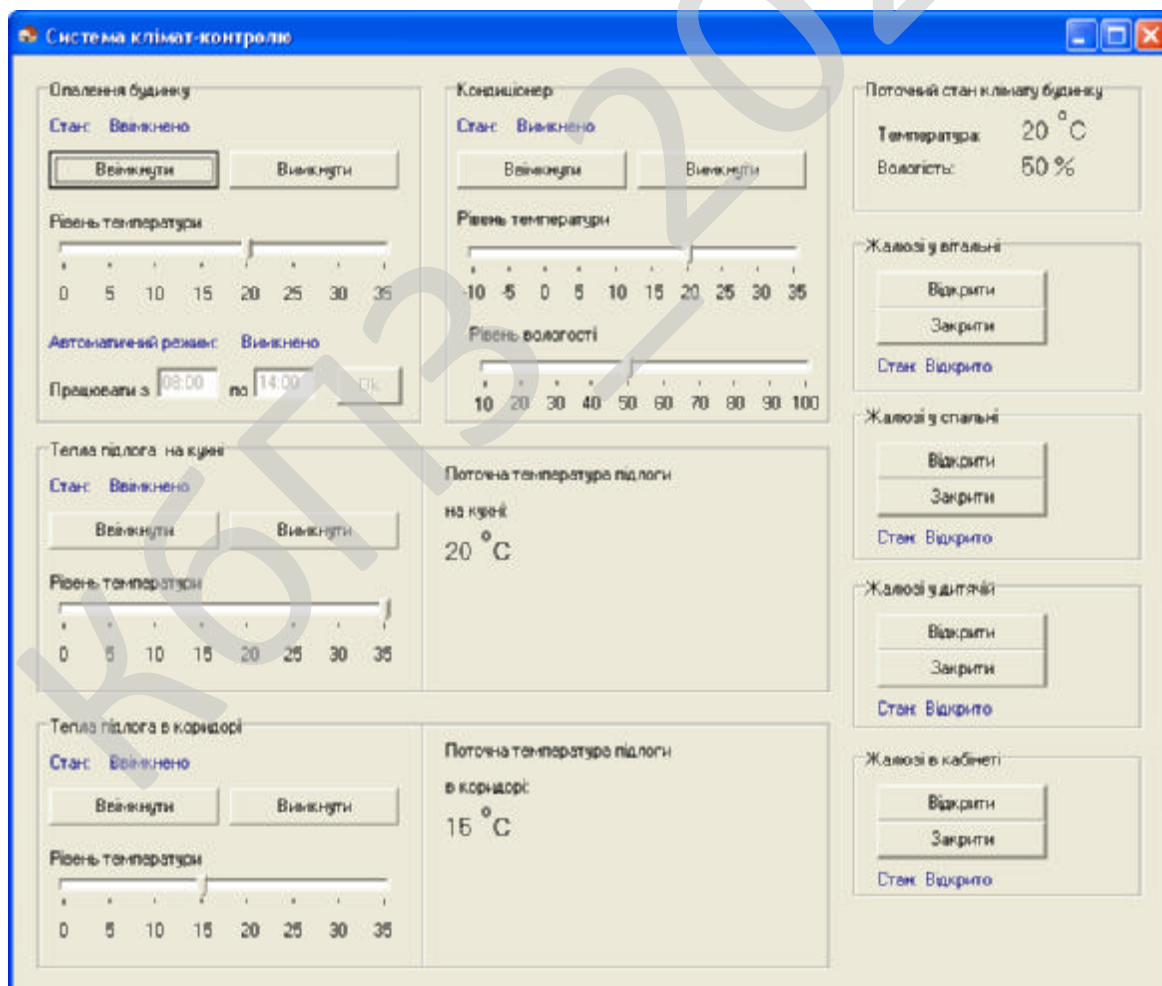 Система клімат-контролю
Опалення будинку
Стан: Ввімкнено
Ввімкнути Вимкнути
Рівень температури
0 5 10 15 20 25 30 35
Автоматичний режим: Вимкнено
Працювати з 08:00 по 14:00 Ok
Кондиціонер
Стан: Вимкнено
Ввімкнути Вимкнути
Рівень температури
-10 -5 0 5 10 15 20 25 30 35
Рівень вологості
10 20 30 40 50 60 70 80 90 100
Поточний стан клімату будинку
Температура: 20 °C
Вологість: 50 %
Жалюзі у вітальні
Відкрити
Закрити
Стан: Відкрито
Жалюзі у спальні
Відкрити
Закрити
Стан: Відкрито
Жалюзі у дитячій
Відкрити
Закрити
Стан: Відкрито
Жалюзі в кабінеті
Відкрити
Закрити
Стан: Відкрито
Тепла підлога на кухні
Стан: Ввімкнено
Ввімкнути Вимкнути
Рівень температури
0 5 10 15 20 25 30 35
Поточна температура підлоги
на кухні:
20 °C
Тепла підлога в коридорі
Стан: Ввімкнено
Ввімкнути Вимкнути
Рівень температури
0 5 10 15 20 25 30 35
Поточна температура підлоги
в коридорі:
15 °C